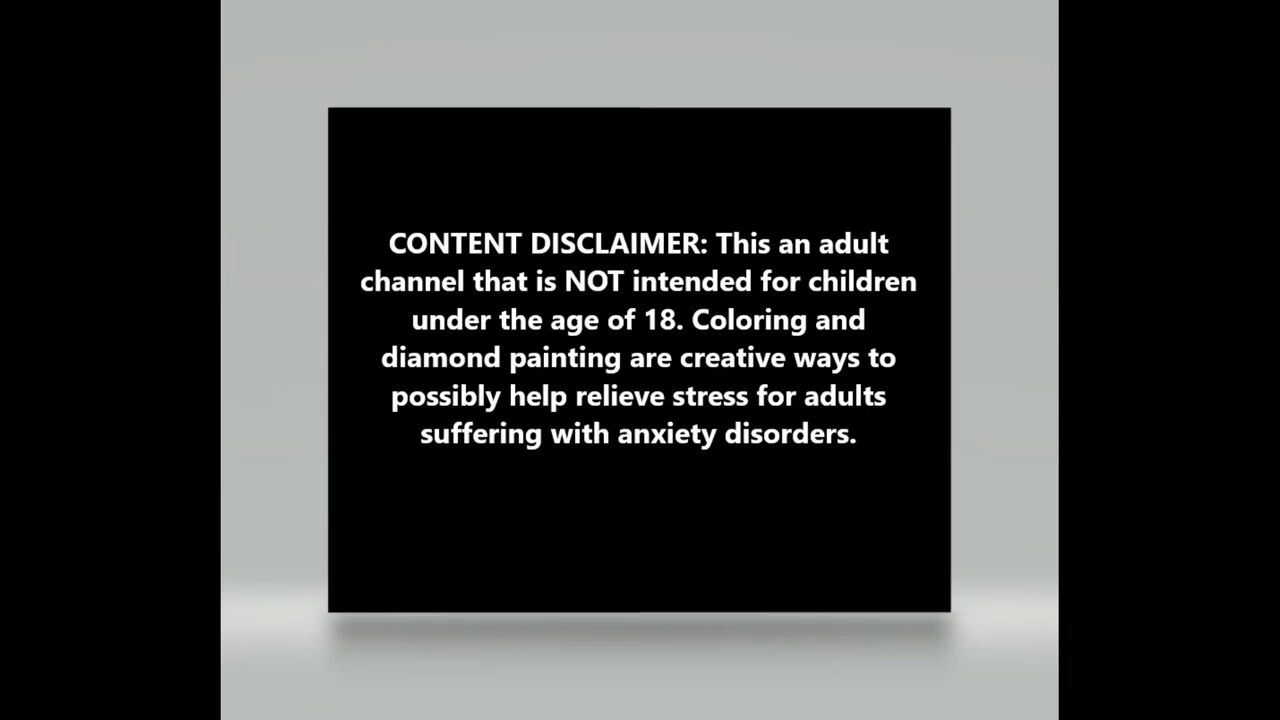 CONTENT DISCLAIMER: This an adult
channel that is NOT intended for children
under the age of 18. Coloring and
diamond painting are creative ways to
possibly help relieve stress for adults
suffering with anxiety disorders.